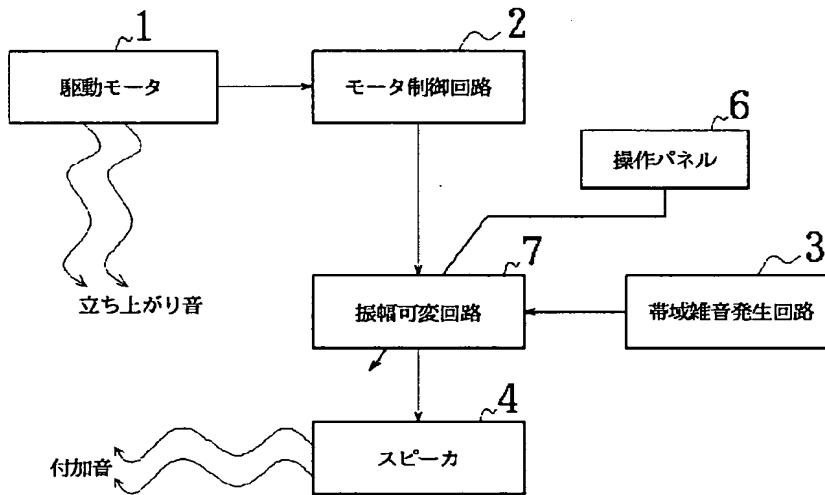 1
駆動モータ
2
モータ制御回路
6
操作パネル
立ち上がり音
7
振幅可変回路
3
帯域雑音発生回路
4
スピーカ
付加音